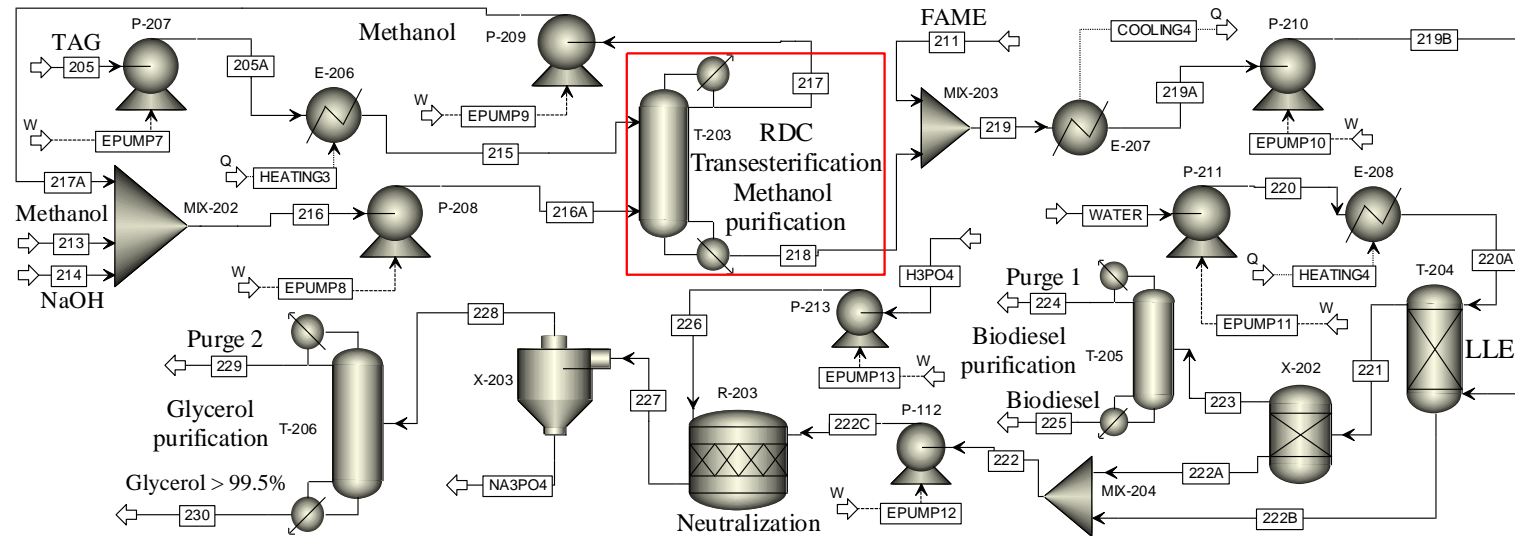 P-207
TAG
205
205A
E-206
W
EPUMP7
Q
HEATING3
215
Methanol
P-209
W
EPUMP9
217
T-203
RDC
Transesterification
Methanol
purification
218
217A
Methanol
213
214
NaOH
MIX-202
216
P-208
216A
W
EPUMP8
FAME
211
MIX-203
219
COOLING4
Q
E-207
219A
P-210
219B
EPUMP10
W
P-211
220
E-208
WATER
Q
HEATING4
220A
EPUMP11
W
T-204
LLE
221
X-202
223
222A
222B
MIX-204
222
Purge 1
224
Biodiesel
purification
T-205
Biodiesel
225
H3PO4
P-213
226
EPUMP13
W
P-112
222C
W
EPUMP12
R-203
Neutralization
227
228
X-203
NA3PO4
Purge 2
229
Glycerol
purification
T-206
Glycerol > 99.5%
230